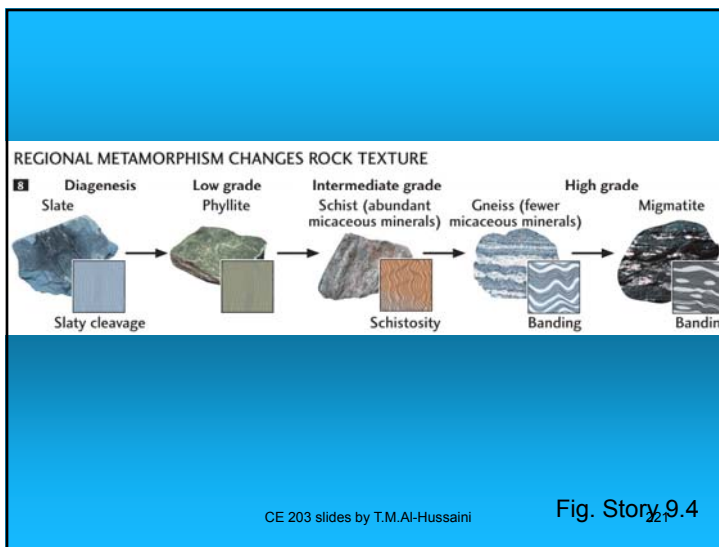 REGIONAL METAMORPHISM CHANGES ROCK TEXTURE
8 Diagenesis Low grade Intermediate grade High grade
Slate Phyllite Schist (abundant Gneiss (fewer Migmatite
micaceous minerals) micaceous minerals)
Slaty cleavage Schistosity Banding Bandin
CE 203 slides by T.M.Al-Hussaini Fig. Story 9.4
221